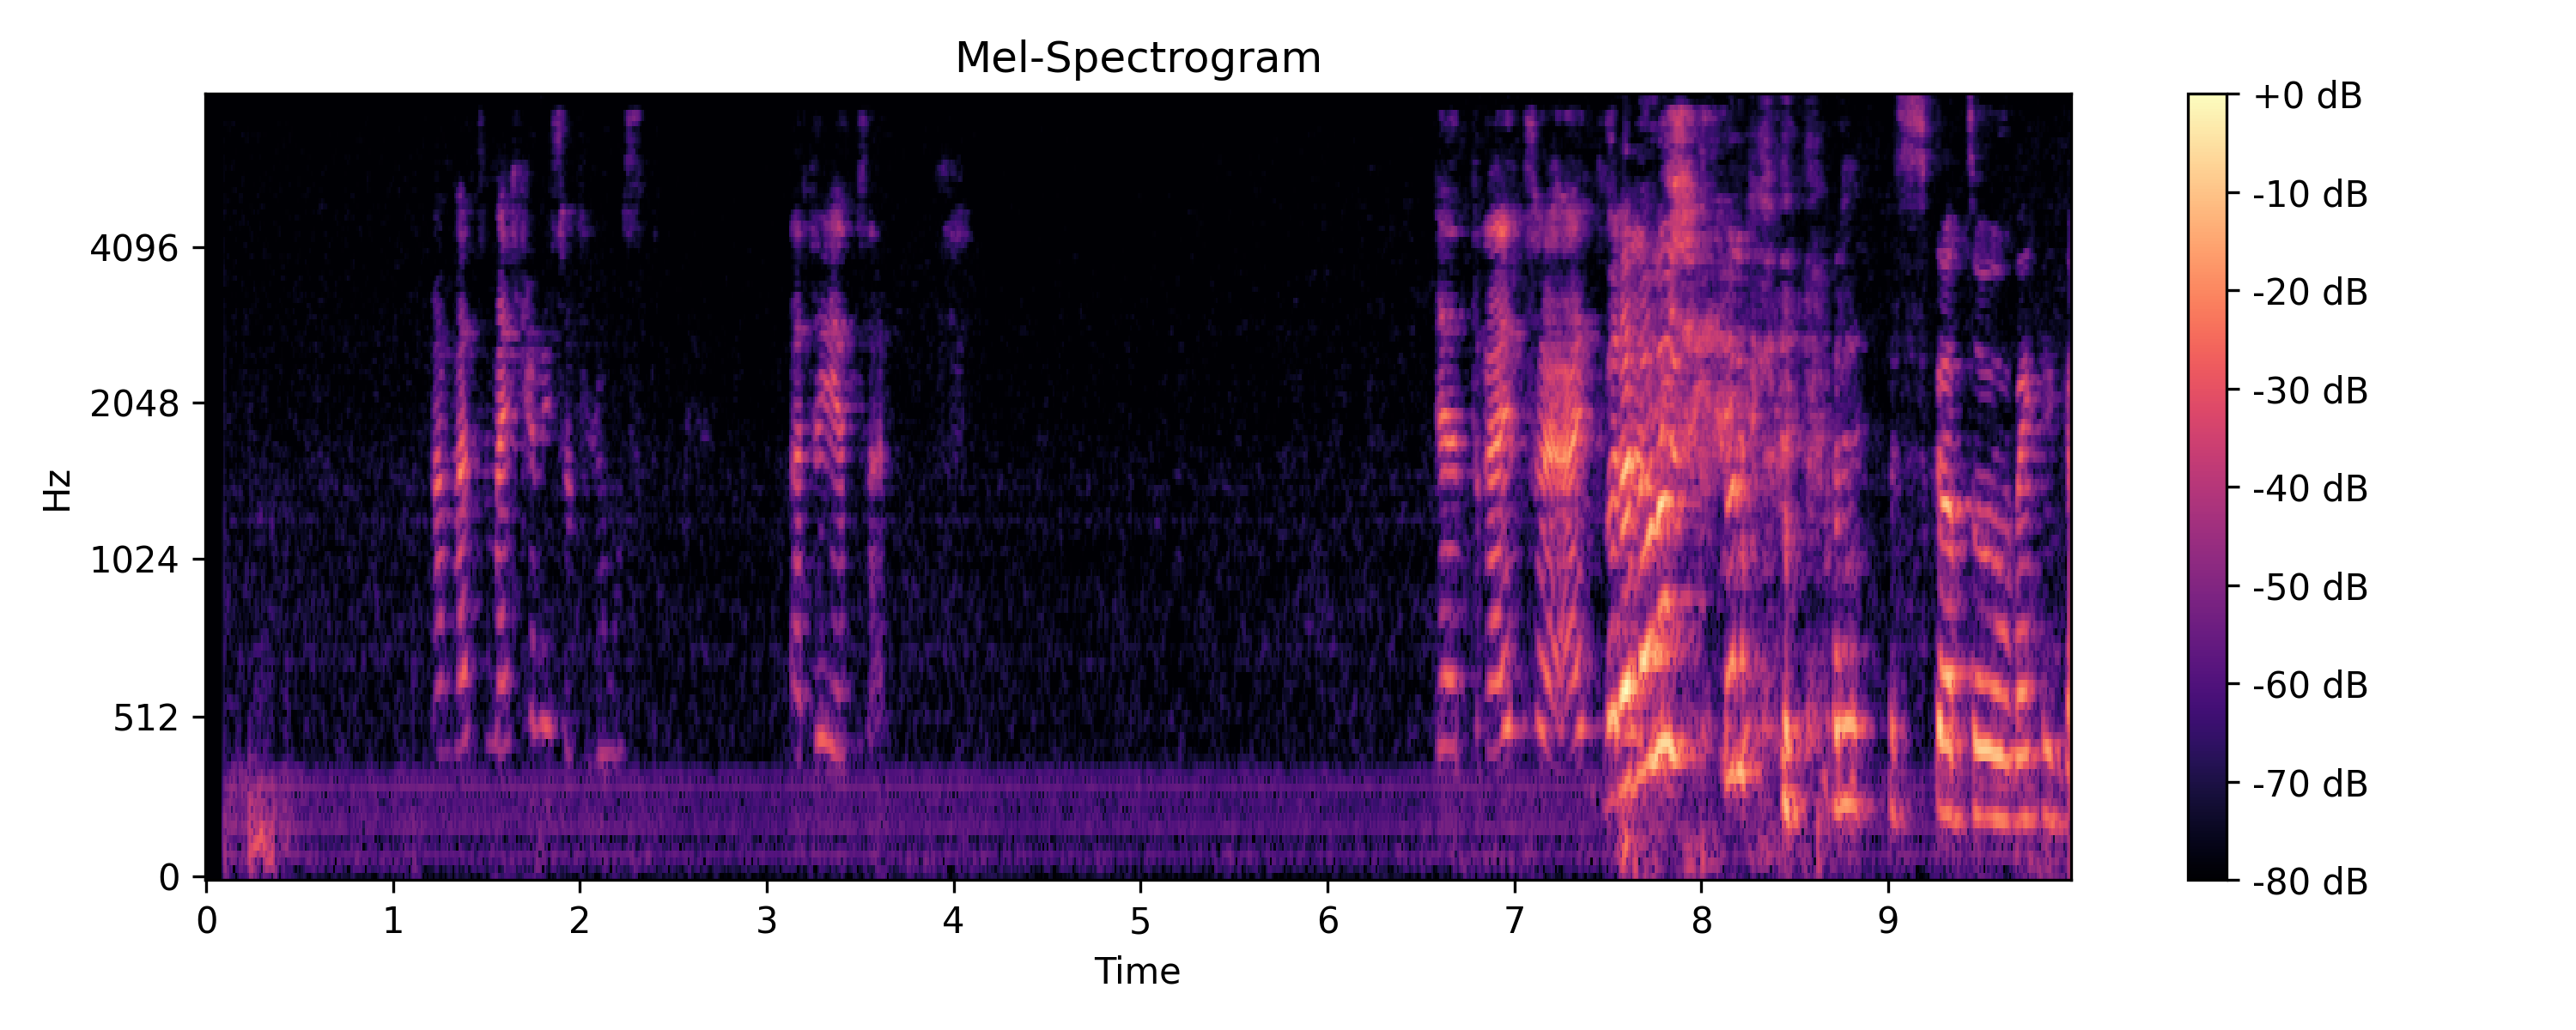 Mel-Spectrogram
+0 dB
-10 dB
-20 dB
-30 dB
-40 dB
-50 dB
-60 dB
-70 dB
-80 dB
4096
2048
1024
512
0
Hz
0 1 2 3 4 5 6 7 8 9
Time